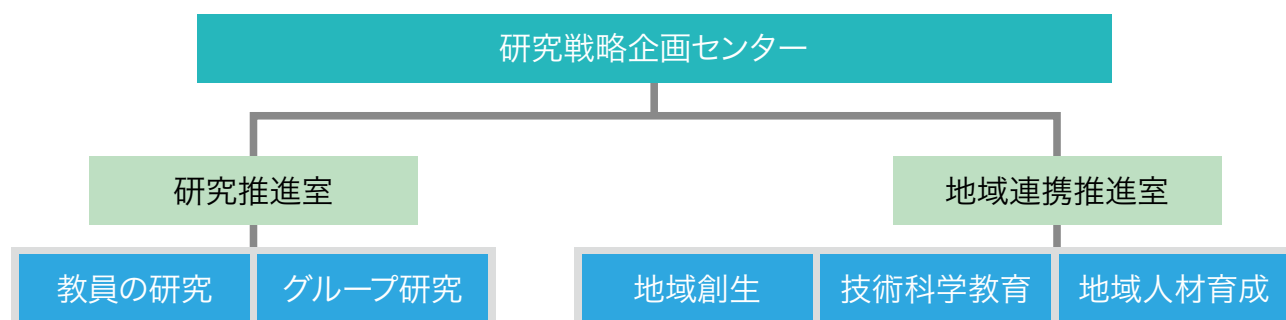 研究戦略企画センター
研究推進室
地域連携推進室
教員の研究
グループ研究
地域創生
技術科学教育
地域人材育成